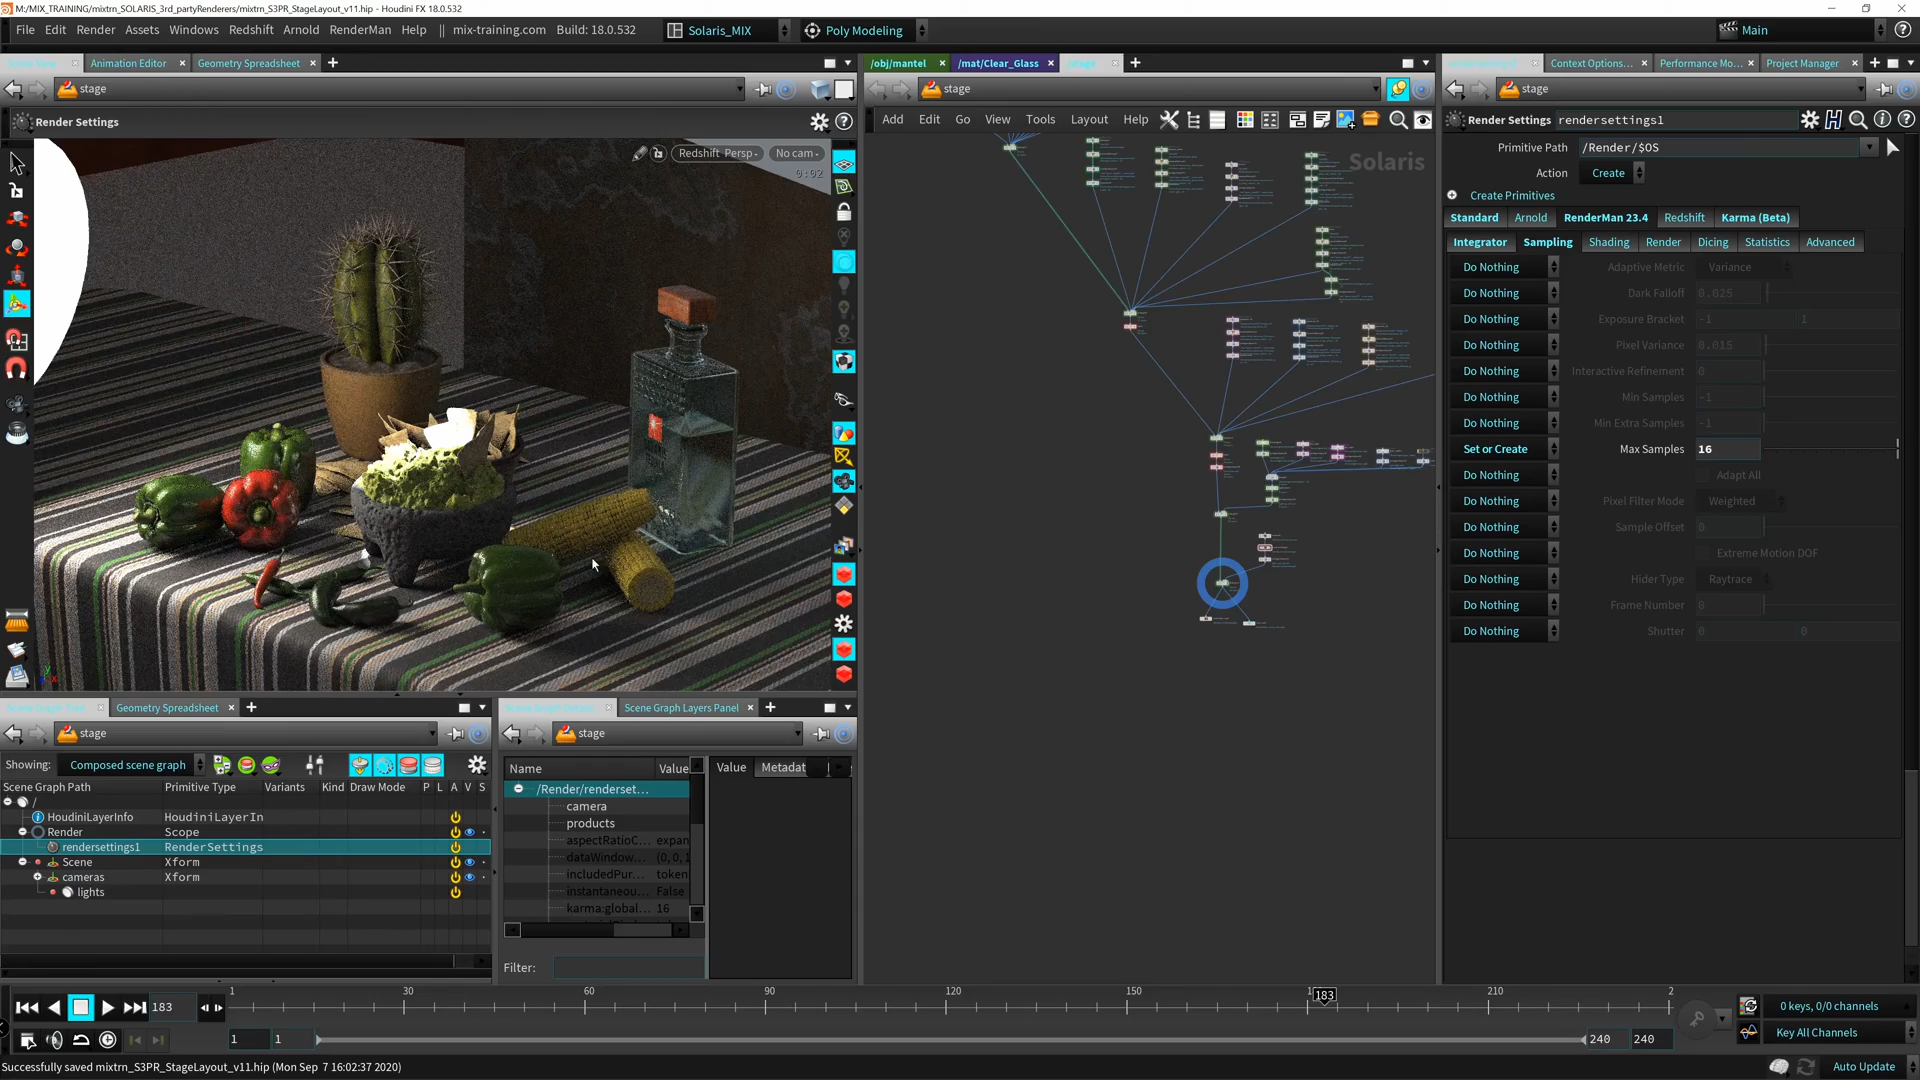 M:/MIX_TRAINING/mixtrn_SOLARIS_3rd_partyRenderers/mixtrn_S3PR_StageLayout_v11.hip - Houdini FX 18.0.532
File Edit Render Assets Windows Redshift Arnold RenderMan Help || mix-training.com Build: 18.0.532 Solaris_MIX Poly Modeling Main
Animation Editor Geometry Spreadsheet
stage
Render Settings
Redshift Persp No cam
0:02
/obj/mantel /mat/Clear_Glass
stage
Add Edit Go View Tools Layout Help
Solaris
Context Options... Performance Mo... Project Manager
stage
Render Settings rendersettings1
Primitive Path /Render/$OS
Action Create
Create Primitives
Standard Arnold RenderMan 23.4 Redshift Karma (Beta)
Integrator Sampling Shading Render Dicing Statistics Advanced
Do Nothing Adaptive Metric Variance
Do Nothing Dark Falloff 0.025
Do Nothing Exposure Bracket -1 1
Do Nothing Pixel Variance 0.015
Do Nothing Interactive Refinement 0
Do Nothing Min Samples -1
Do Nothing Min Extra Samples -1
Set or Create Max Samples 16
Do Nothing Adapt All
Do Nothing Pixel Filter Mode Weighted
Do Nothing Sample Offset 0
Do Nothing Extreme Motion DOF
Do Nothing Hider Type Raytrace
Do Nothing Frame Number 0
Do Nothing Shutter 0 0
Scene Graph Tree Geometry Spreadsheet
stage
Showing: Composed scene graph
Scene Graph Path Primitive Type Variants Kind Draw Mode P L A V S
/
HoudiniLayerInfo HoudiniLayerIn
Render Scope
rendersettings1 RenderSettings
Scene Xform
cameras Xform
lights
Scene Graph Details Scene Graph Layers Panel
stage
Name Value
/Render/renderset...
camera
products
aspectRatioC... expan
dataWindow... (0, 0, 1
includedPur... token
instantaneou... False
karma:global... 16
Filter:
Value Metadat
183
1 30 60 90 120 150 183 210 2
1 1 240 240
0 keys, 0/0 channels
Key All Channels
Successfully saved mixtrn_S3PR_StageLayout_v11.hip (Mon Sep 7 16:02:37 2020)
Auto Update